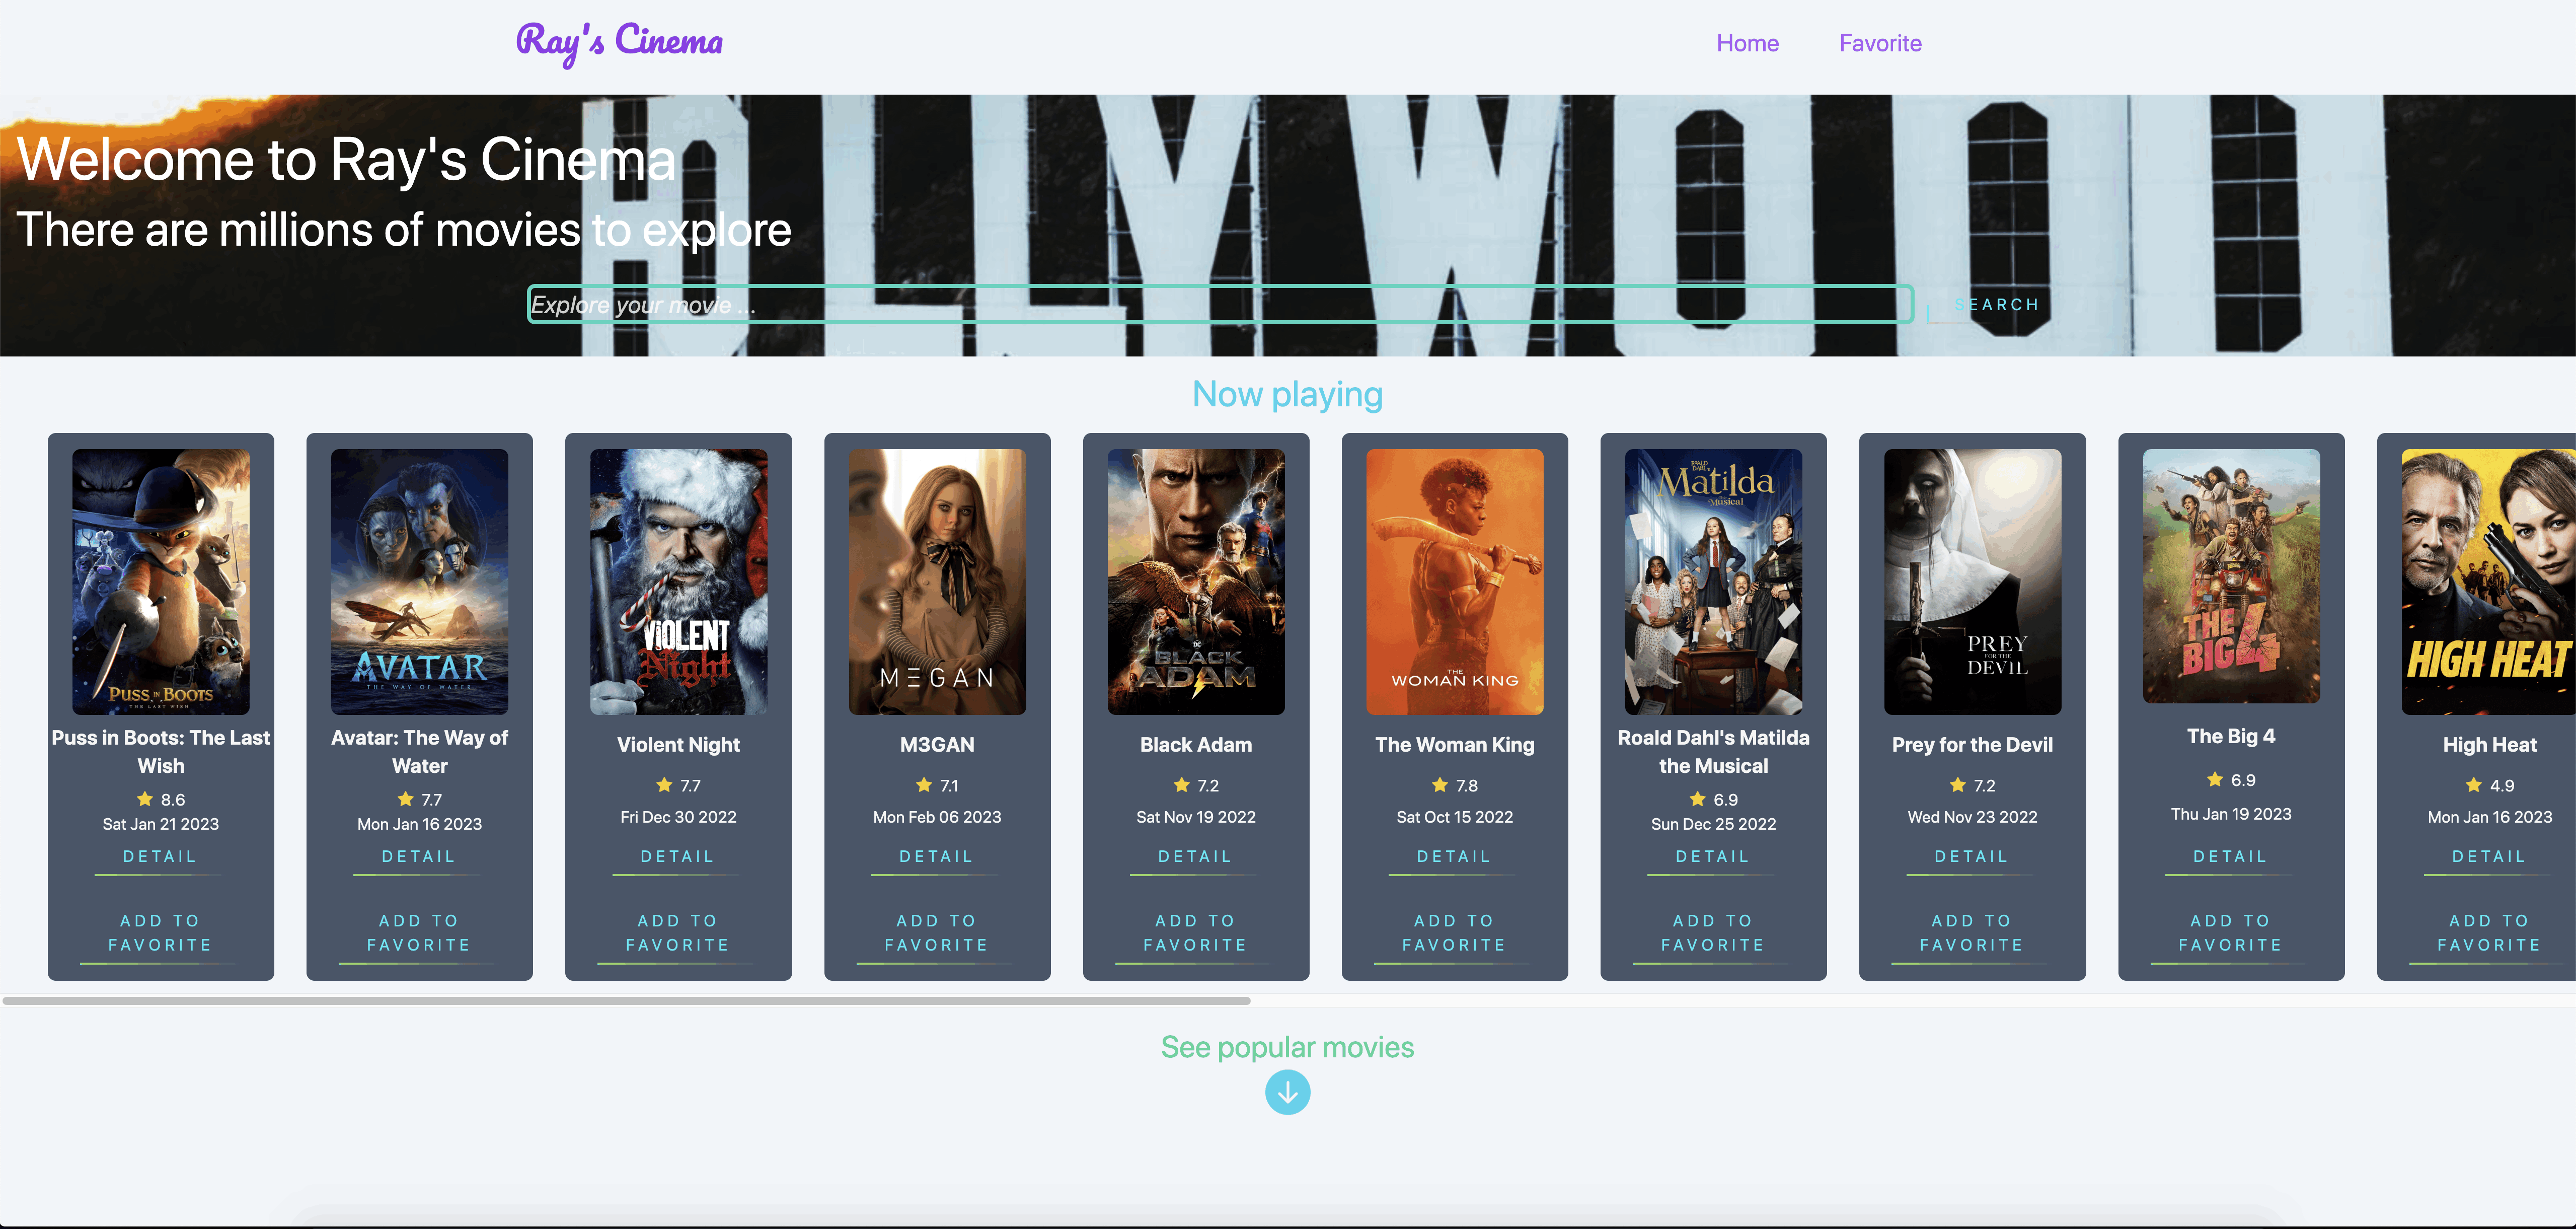 Ray's Cinema
Home
Favorite
HOLLYWOOD
Welcome to Ray's Cinema
There are millions of movies to explore
Explore your movie ...
SEARCH
Now playing
PUSS IN BOOTS
THE LAST WISH
Puss in Boots: The Last
Wish
8.6
Sat Jan 21 2023
DETAIL
ADD TO
FAVORITE
AVATAR
THE WAY OF WATER
Avatar: The Way of
Water
7.7
Mon Jan 16 2023
DETAIL
ADD TO
FAVORITE
VIOLENT
Night
Violent Night
7.7
Fri Dec 30 2022
DETAIL
ADD TO
FAVORITE
MƎGAN
M3GAN
7.1
Mon Feb 06 2023
DETAIL
ADD TO
FAVORITE
DC
BLACK
ADAM
Black Adam
7.2
Sat Nov 19 2022
DETAIL
ADD TO
FAVORITE
THE
WOMAN KING
The Woman King
7.8
Sat Oct 15 2022
DETAIL
ADD TO
FAVORITE
ROALD
DAHL'S
Matilda
the Musical
Roald Dahl's Matilda
the Musical
6.9
Sun Dec 25 2022
DETAIL
ADD TO
FAVORITE
PREY
FOR THE
DEVIL
Prey for the Devil
7.2
Wed Nov 23 2022
DETAIL
ADD TO
FAVORITE
THE
BIG 4
The Big 4
6.9
Thu Jan 19 2023
DETAIL
ADD TO
FAVORITE
HIGH HEAT
High Heat
4.9
Mon Jan 16 2023
DETAIL
ADD TO
FAVORITE
See popular movies